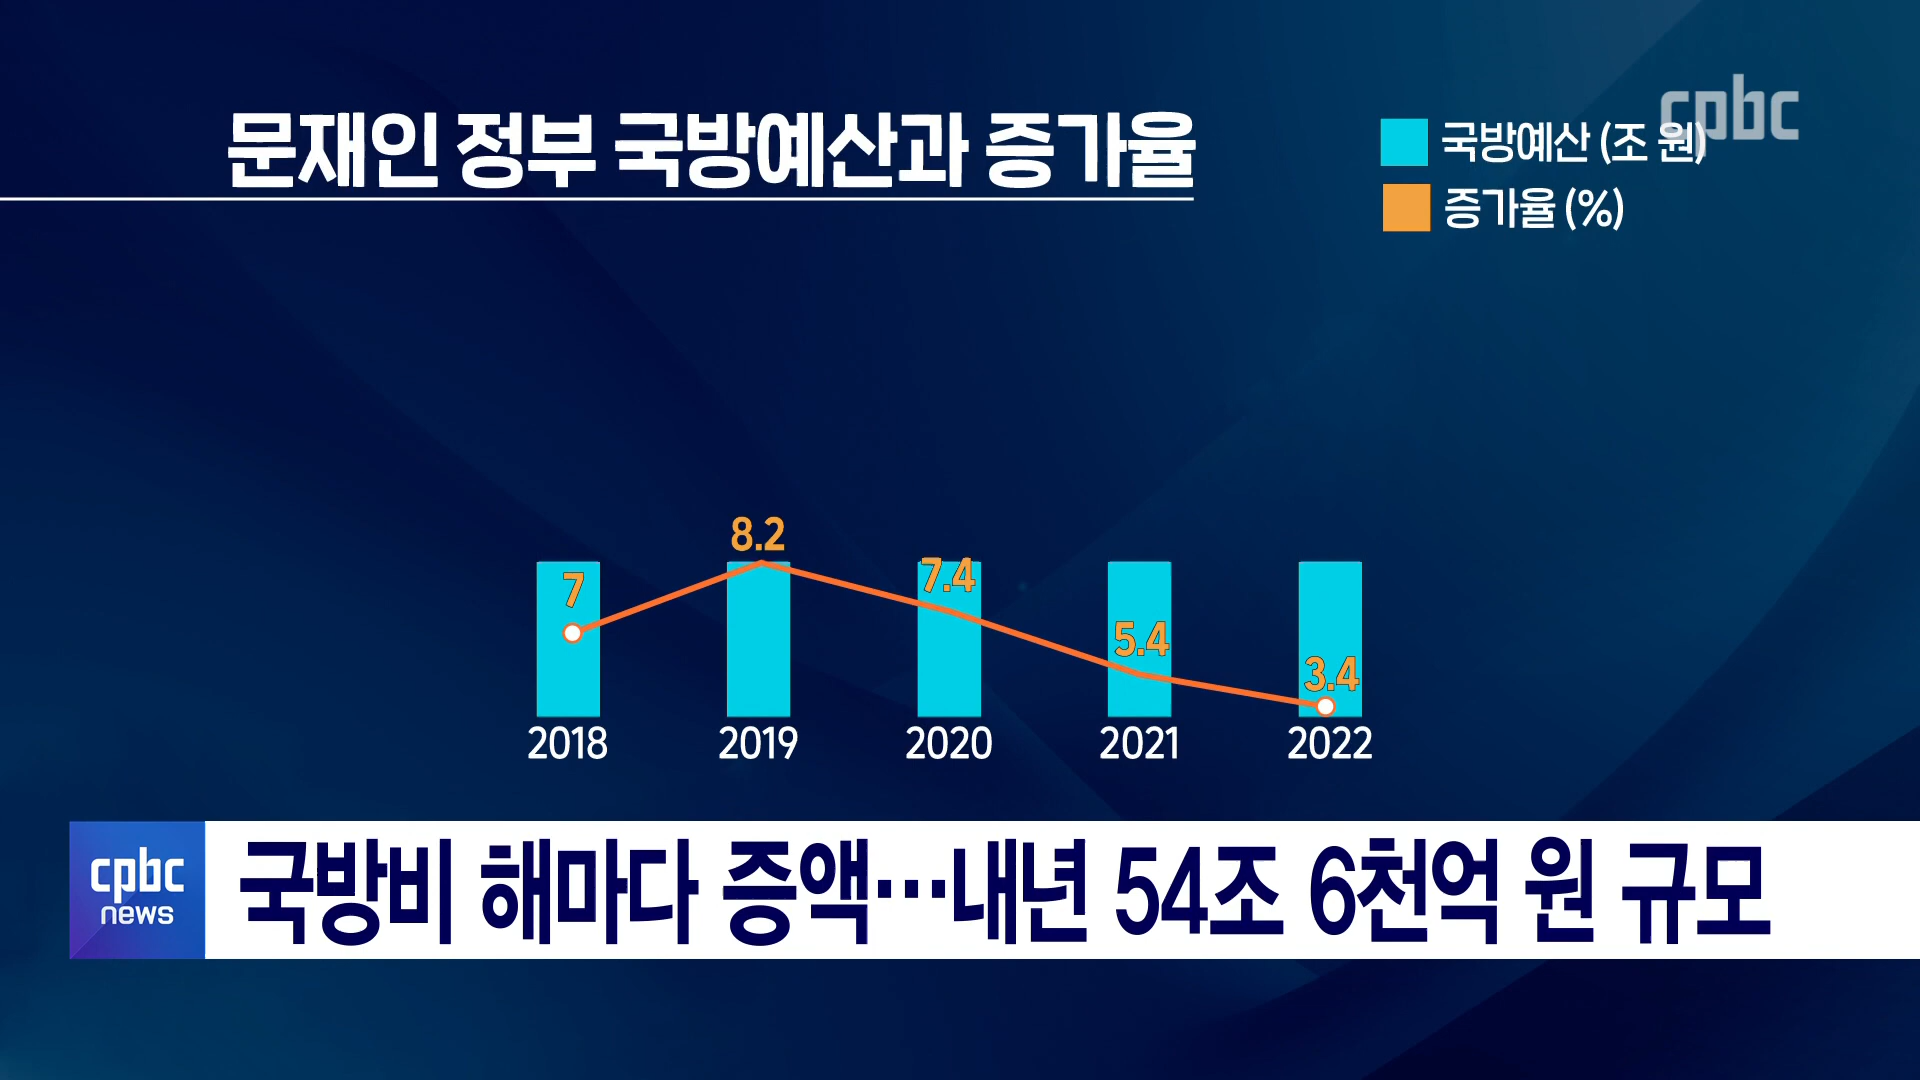 문재인 정부 국방예산과 증가율
cpbc
국방예산 (조 원)
증가율 (%)
8.2
7
7.4
5.4
3.4
2018 2019 2020 2021 2022
cpbc
news
국방비 해마다 증액…내년 54조 6천억 원 규모